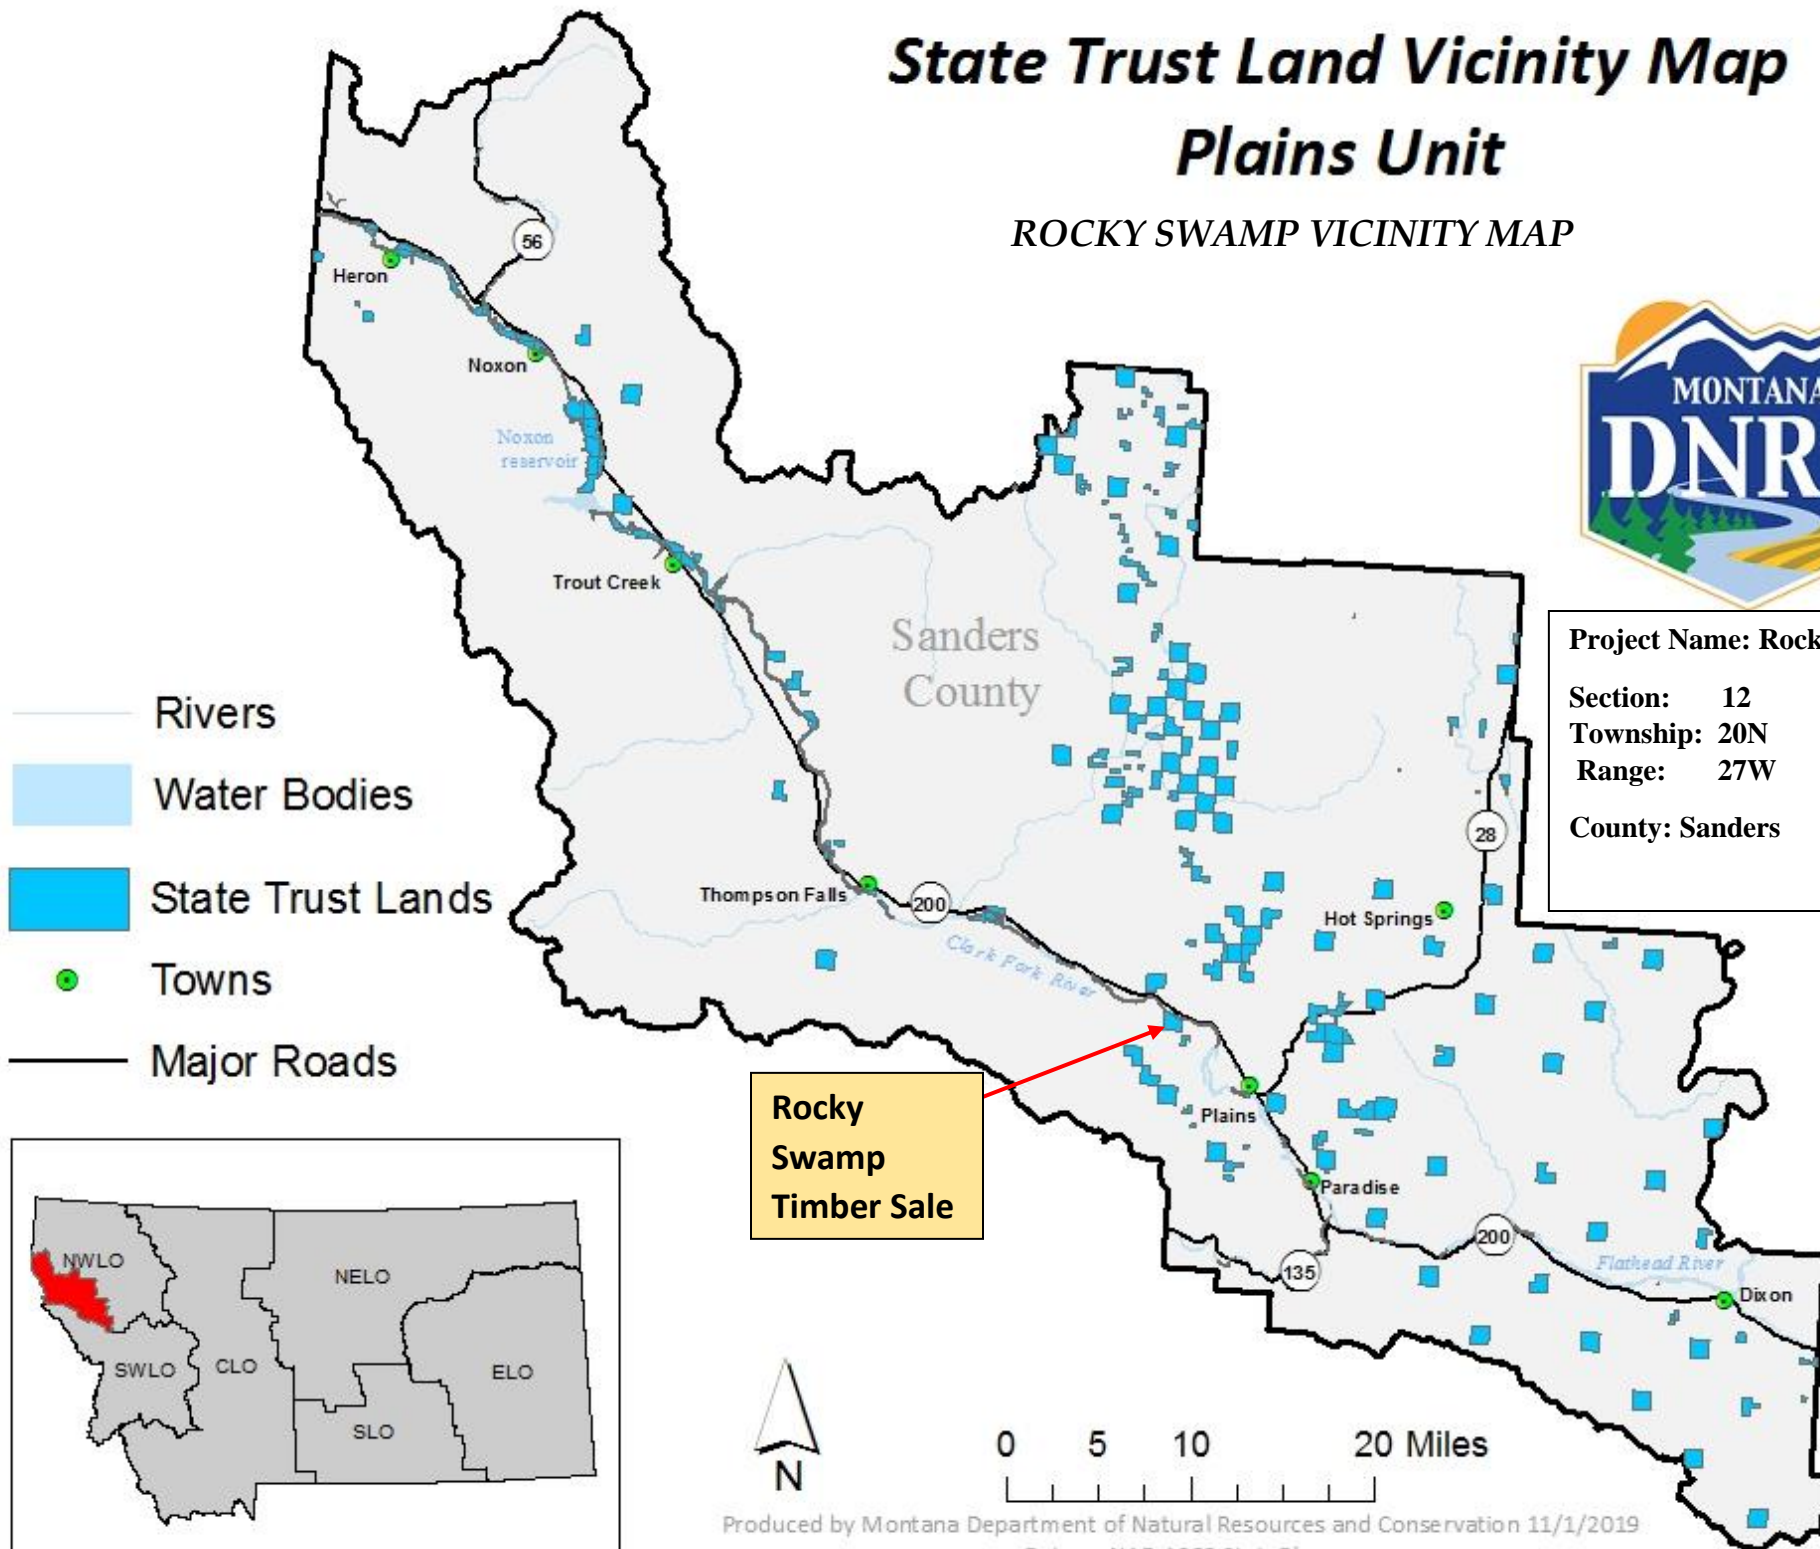 State Trust Land Vicinity Map
Plains Unit
ROCKY SWAMP VICINITY MAP
56
Heron
Noxon
Noxon
reservoir
Trout Creek
MONTANA
DNR
Sanders
County
Project Name: Rock
Section: 12
Township: 20N
Range: 27W
County: Sanders
Rivers
Water Bodies
State Trust Lands
Towns
Major Roads
28
Thompson Falls
200
Hot Springs
Clark Fork River
Rocky
Swamp
Timber Sale
Plains
Paradise
200
135
Flathead River
Dixon
NWLO
NELO
SWLO
CLO
ELO
SLO
N
0 5 10 20 Miles
Produced by Montana Department of Natural Resources and Conservation 11/1/2019